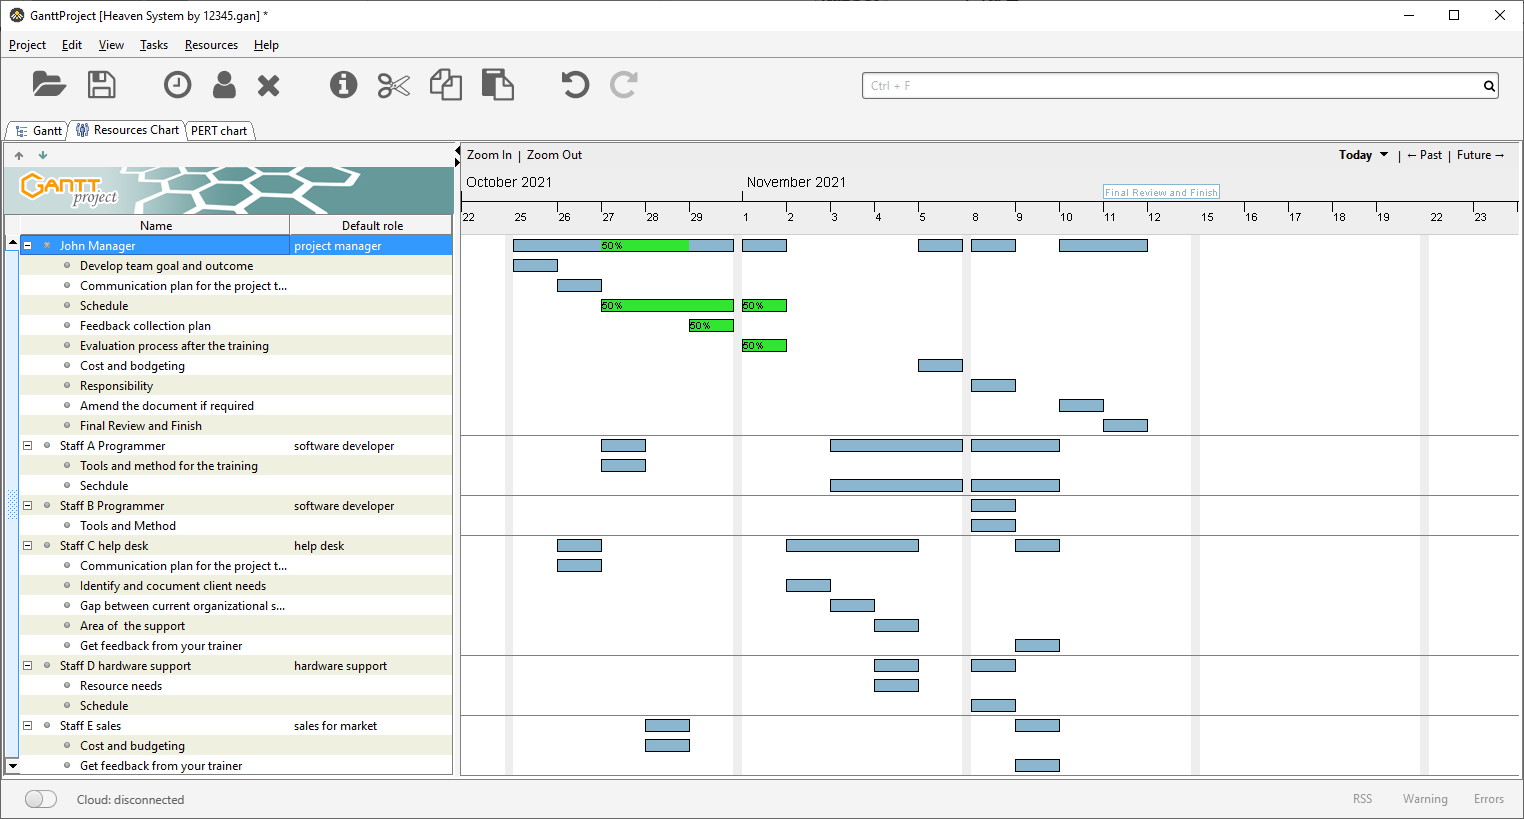 GanttProject [Heaven System by 12345.gan] *
Project Edit View Tasks Resources Help
Ctrl + F
Gantt Resources Chart PERT chart
Zoom In | Zoom Out Today | ←Past | Future→
GANTT project
October 2021 November 2021
Final Review and Finish
22 25 26 27 28 29 1 2 3 4 5 8 9 10 11 12 15 16 17 18 19 22 23 24
Name Default role
John Manager project manager 50%
Develop team goal and outcome
Communication plan for the project t...
Schedule 50% 50%
Feedback collection plan 50%
Evaluation process after the training 50%
Cost and bodgeting
Responsibility
Amend the document if required
Final Review and Finish
Staff A Programmer software developer
Tools and method for the training
Sechdule
Staff B Programmer software developer
Tools and Method
Staff C help desk help desk
Communication plan for the project t...
Identify and cocument client needs
Gap between current organizational s...
Area of  the support
Get feedback from your trainer
Staff D hardware support hardware support
Resource needs
Schedule
Staff E sales sales for market
Cost and budgeting
Get feedback from your trainer
Cloud: disconnected RSS Warning Errors